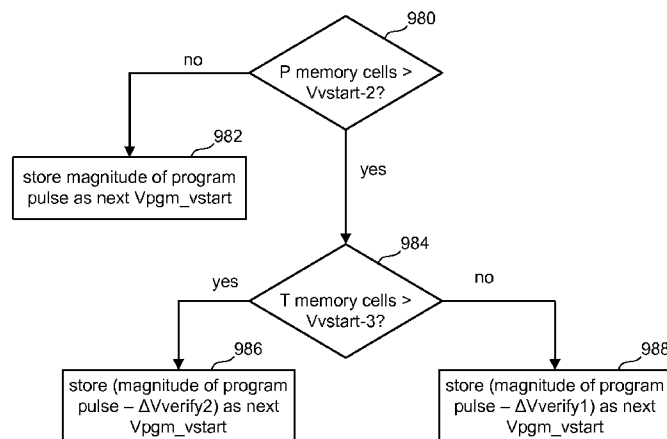 980
P memory cells >
Vvstart-2?
no
982
store magnitude of program
pulse as next Vpgm_vstart
yes
984
T memory cells >
Vvstart-3?
yes
no
986
store (magnitude of program
pulse – ΔVverify2) as next
Vpgm_vstart
988
store (magnitude of program
pulse – ΔVverify1) as next
Vpgm_vstart